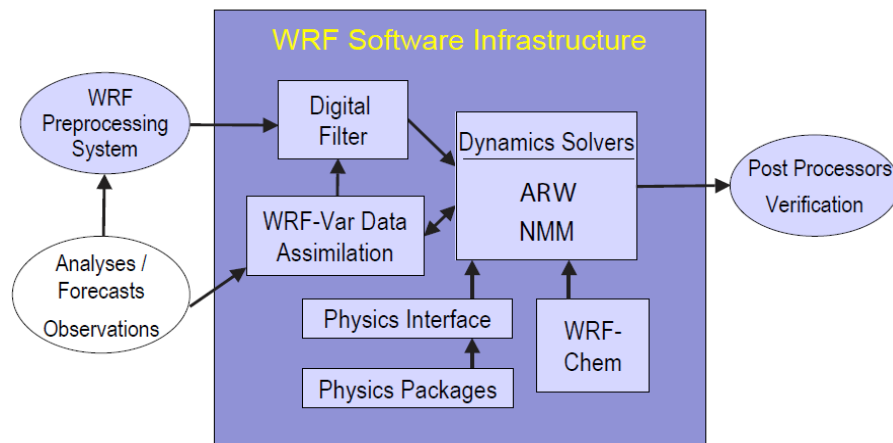 WRF Software Infrastructure
WRF
Preprocessing
System
Digital
Filter
Dynamics Solvers
ARW
NMM
Post Processors
Verification
WRF-Var Data
Assimilation
Analyses /
Forecasts
Observations
Physics Interface
WRF-
Chem
Physics Packages